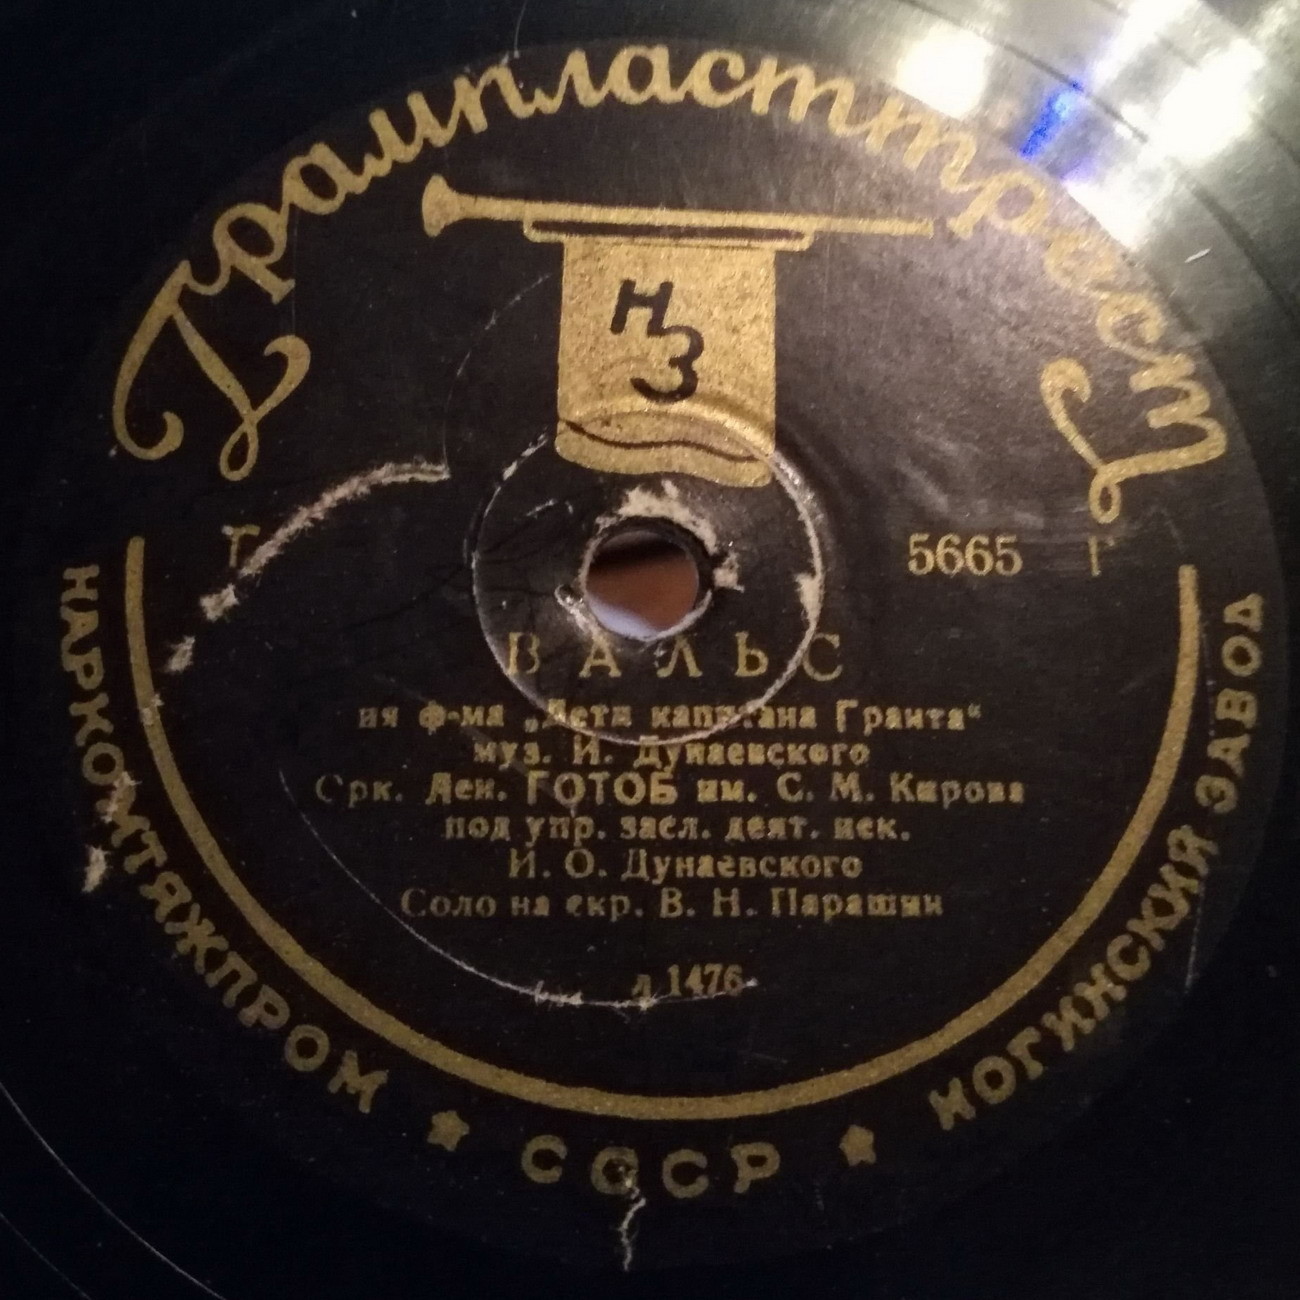 Грампласттрест
НЗ
5665 Г
ВАЛЬС
из ф-ма „Дети капитана Гранта“
муз. И. Дунаевского
Орк. Лен. ГОТОБ им. С. М. Кирова
под упр. засл. деят. иск.
И. О. Дунаевского
Соло на скр. В. Н. Парашин
д 1476
НАРКОМТЯЖПРОМ ★ СССР ★ НОГИНСКИЙ ЗАВОД